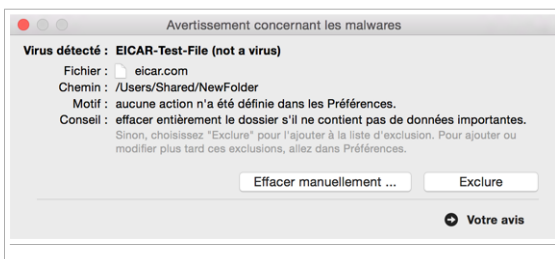 Avertissement concernant les malwares
Virus détecté : EICAR-Test-File (not a virus)
Fichier : eicar.com
Chemin : /Users/Shared/NewFolder
Motif : aucune action n'a été définie dans les Préférences.
Conseil : effacer entièrement le dossier s'il ne contient pas de données importantes.
Sinon, choisissez "Exclure" pour l'ajouter à la liste d'exclusion. Pour ajouter ou
modifier plus tard ces exclusions, allez dans Préférences.
Effacer manuellement ... Exclure
Votre avis